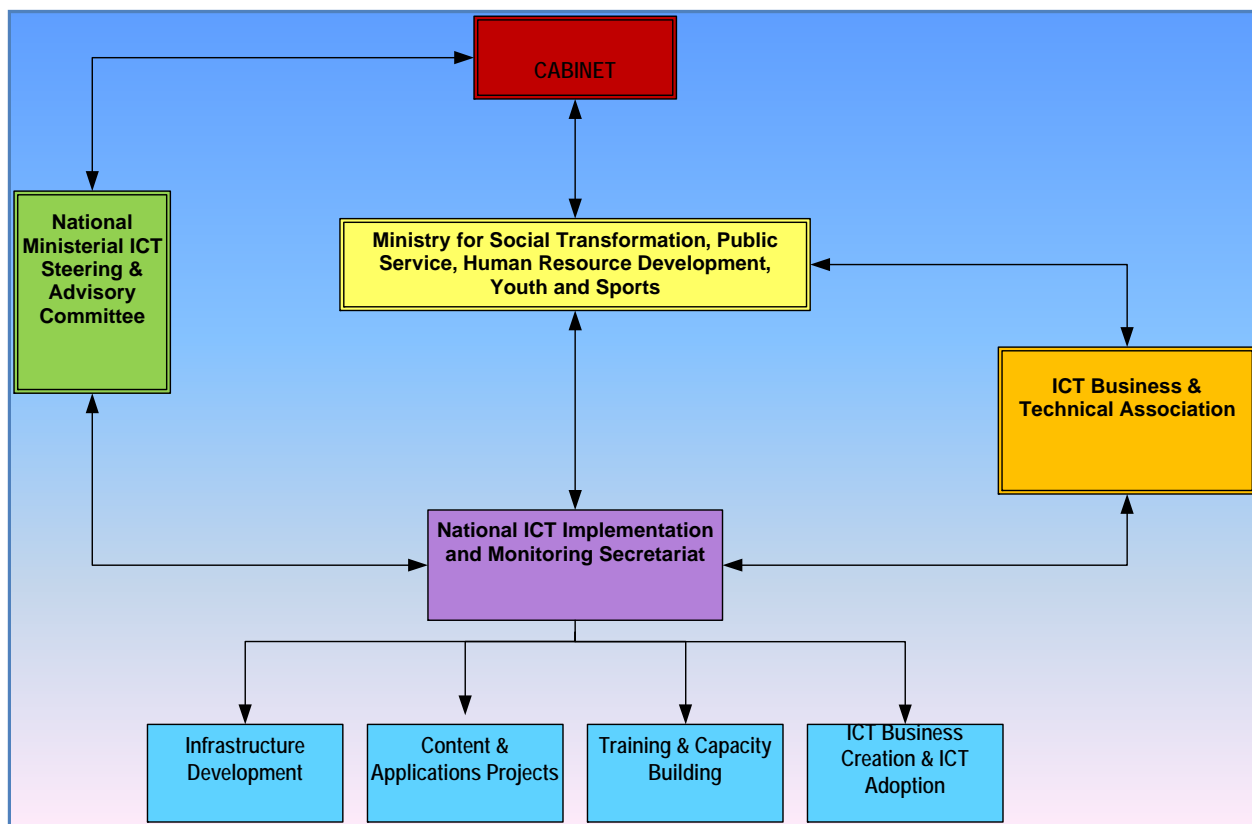 CABINET
National
Ministerial ICT
Steering &
Advisory
Committee
Ministry for Social Transformation, Public
Service, Human Resource Development,
Youth and Sports
ICT Business &
Technical Association
National ICT Implementation
and Monitoring Secretariat
Infrastructure
Development
Content &
Applications Projects
Training & Capacity
Building
ICT Business
Creation & ICT
Adoption